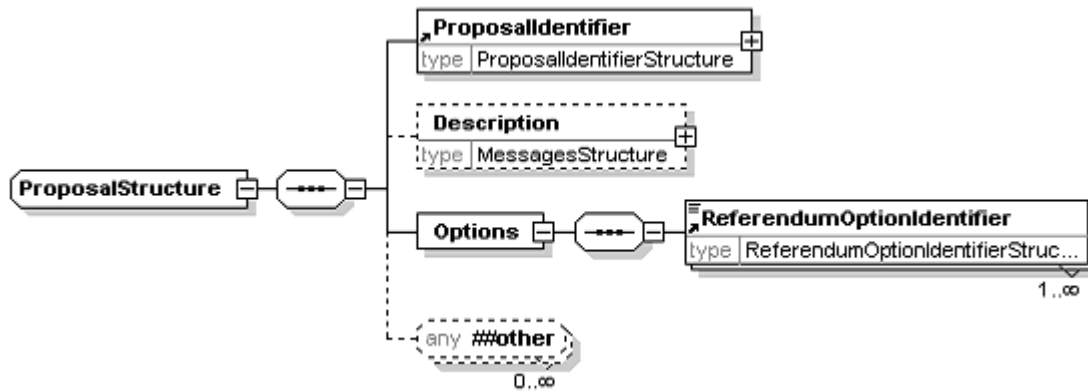 ProposalIdentifier
type ProposalIdentifierStructure
Description
type MessagesStructure
ProposalStructure
Options
ReferendumOptionIdentifier
type ReferendumOptionIdentifierStruc...
1..∞
any ##other
0..∞